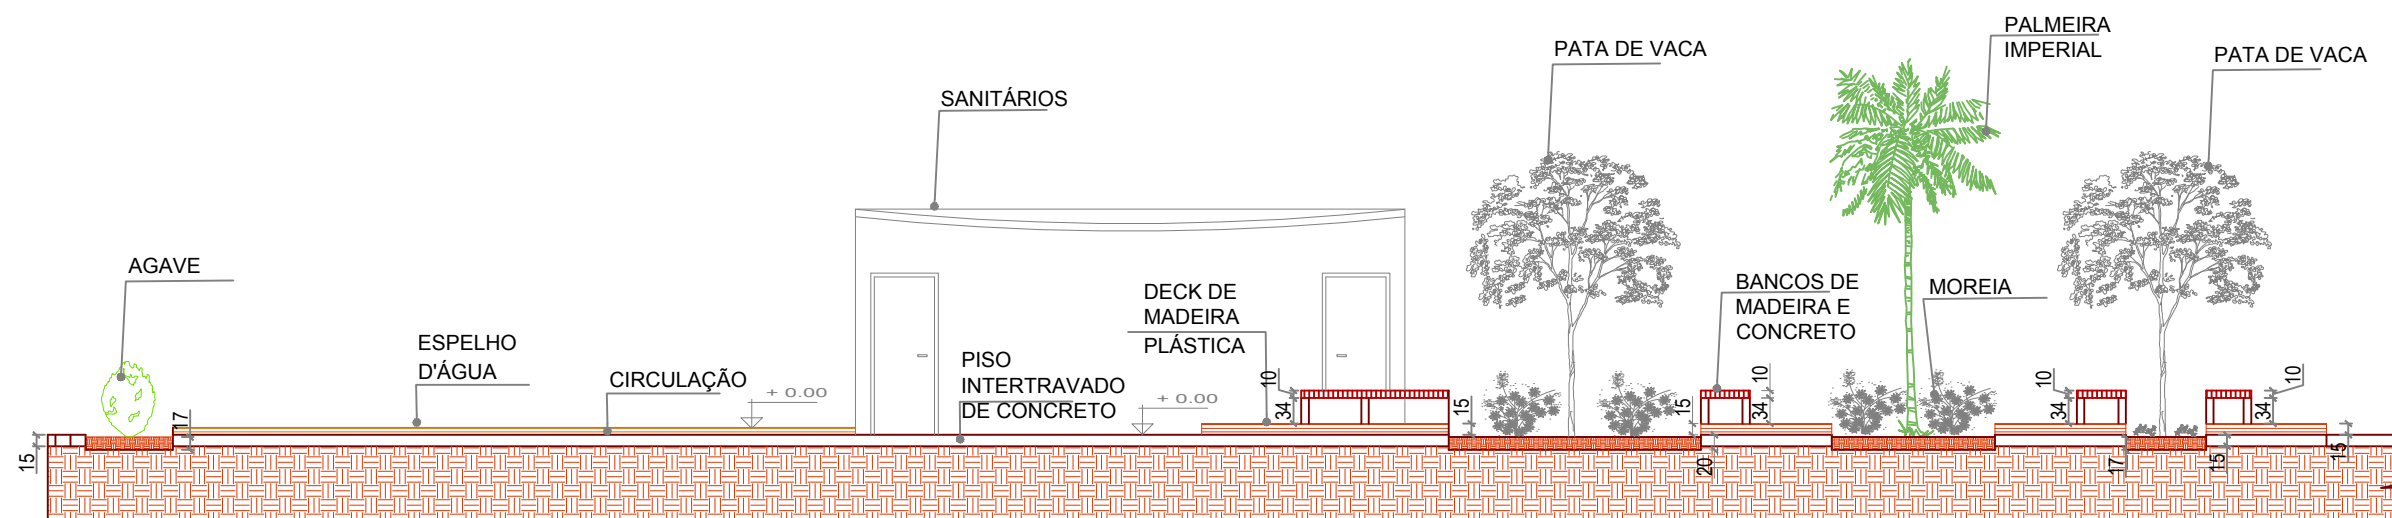 PALMEIRA
IMPERIAL
PATA DE VACA
PATA DE VACA
SANITÁRIOS
AGAVE
BANCOS DE
MADEIRA E
CONCRETO
MOREIA
DECK DE
MADEIRA
PLÁSTICA
ESPELHO
D'ÁGUA
CIRCULAÇÃO
PISO
INTERTRAVADO
DE CONCRETO
+ 0.00
+ 0.00
10
34
15
15
10
34
10
34
10
34
17
15
20
17
15
15